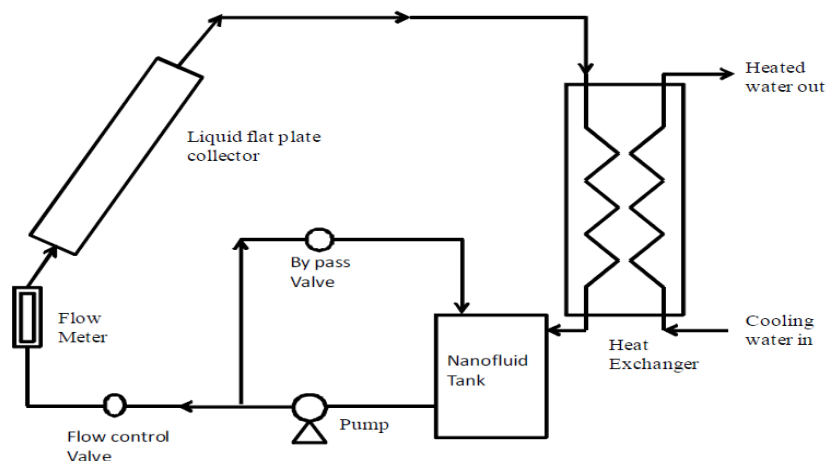 Heated
water out
Liquid flat plate
collector
By pass
Valve
Flow
Meter
Cooling
water in
Heat
Exchanger
Nanofluid
Tank
Pump
Flow control
Valve